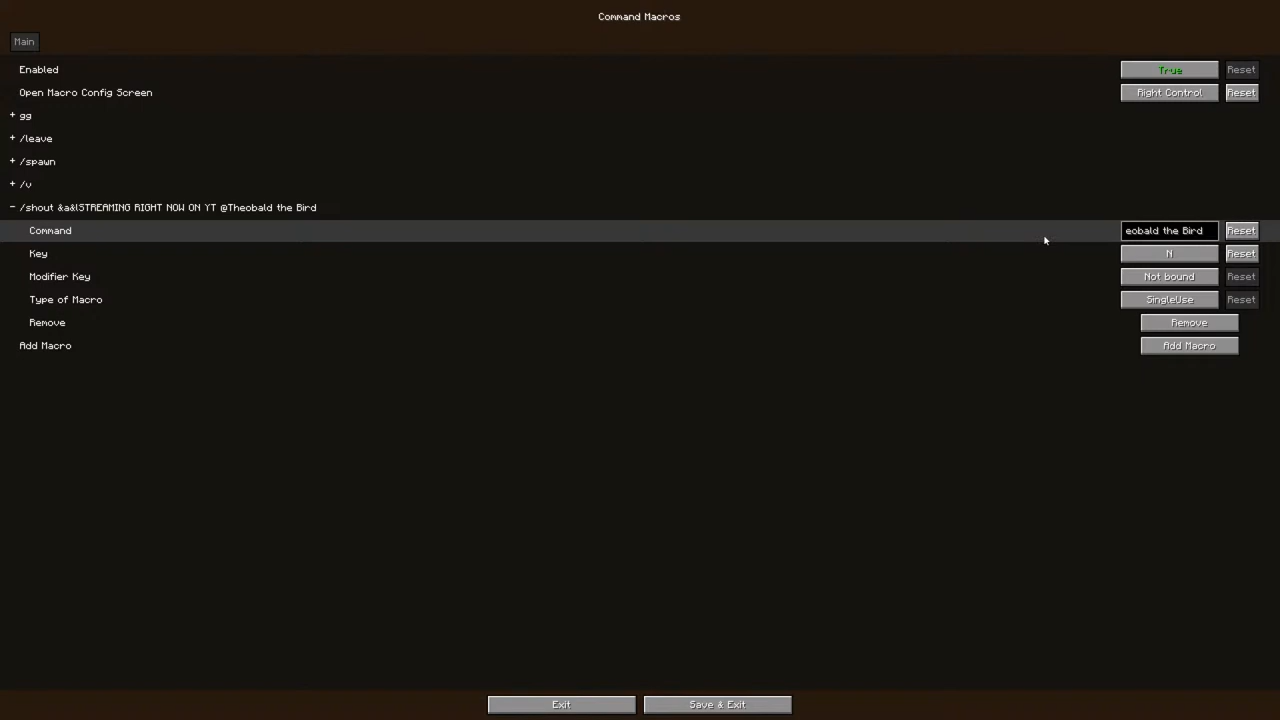 Command Macros
Main
Enabled True Reset
Open Macro Config Screen Right Control Reset
+ gg
+ /leave
+ /spawn
+ /v
- /shout &a&lSTREAMING RIGHT NOW ON YT @Theobald the Bird
Command eobald the Bird Reset
Key N Reset
Modifier Key Not bound Reset
Type of Macro SingleUse Reset
Remove Remove
Add Macro Add Macro
Exit Save & Exit